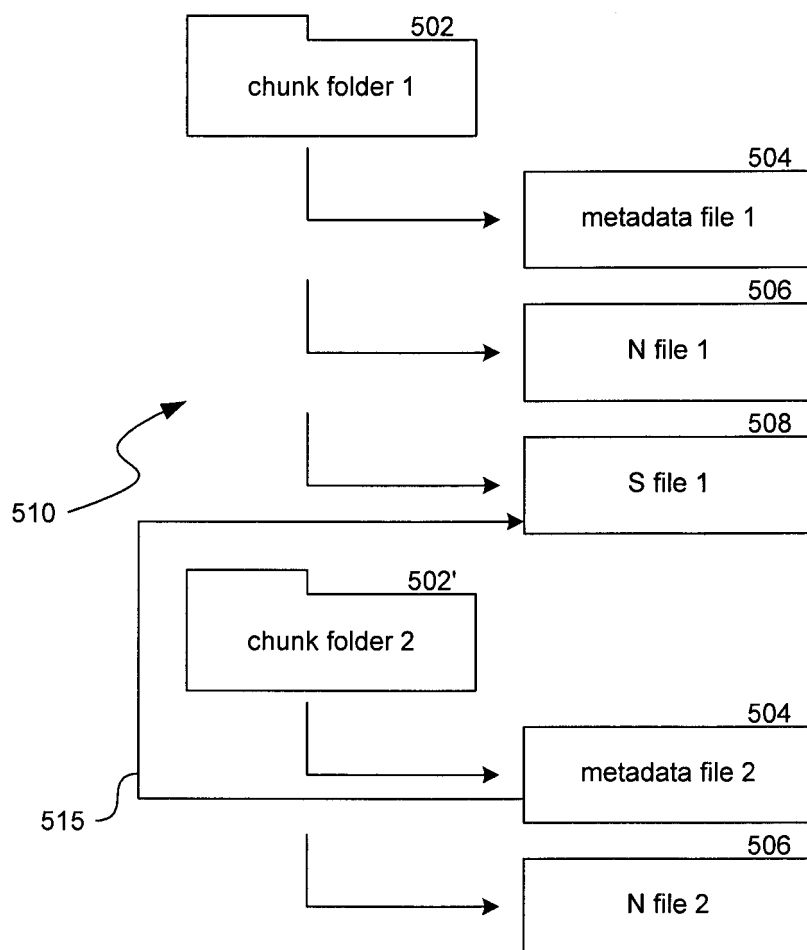 502
chunk folder 1
504
metadata file 1
506
N file 1
508
S file 1
510
502'
chunk folder 2
504
metadata file 2
515
506
N file 2